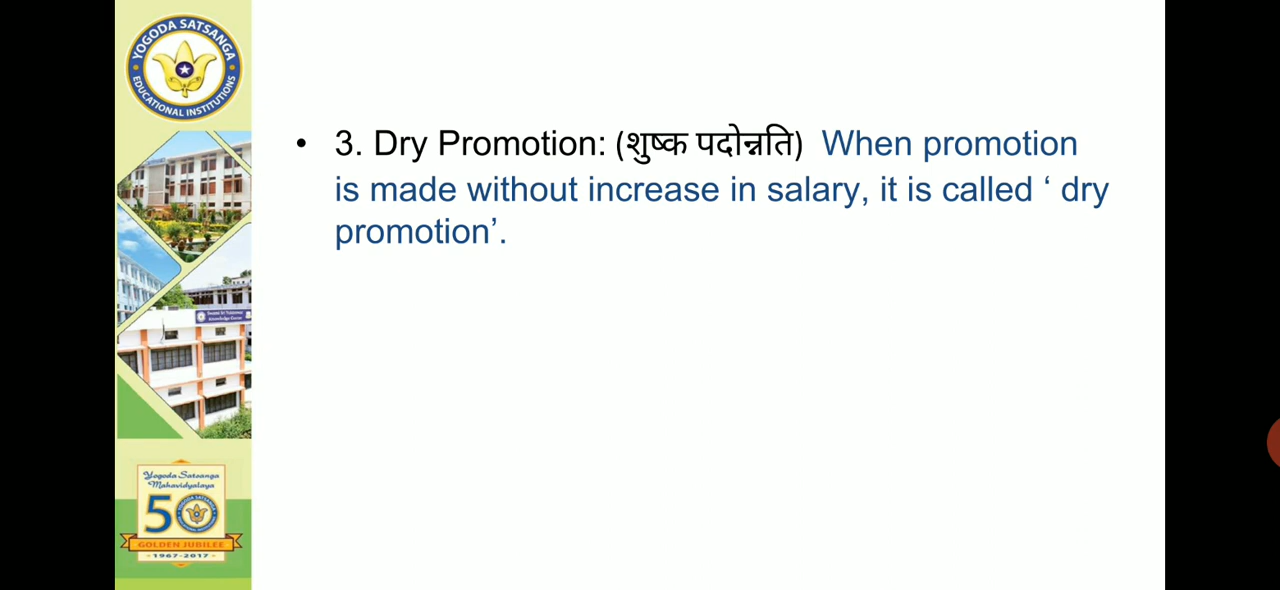 YOGODA SATSANGA
EDUCATIONAL INSTITUTIONS
• 3. Dry Promotion: (शुष्क पदोन्नति) When promotion
is made without increase in salary, it is called ‘ dry
promotion’.
Yogoda Satsanga
Mahavidyalaya
50
GOLDEN JUBILEE
-1967-2017-